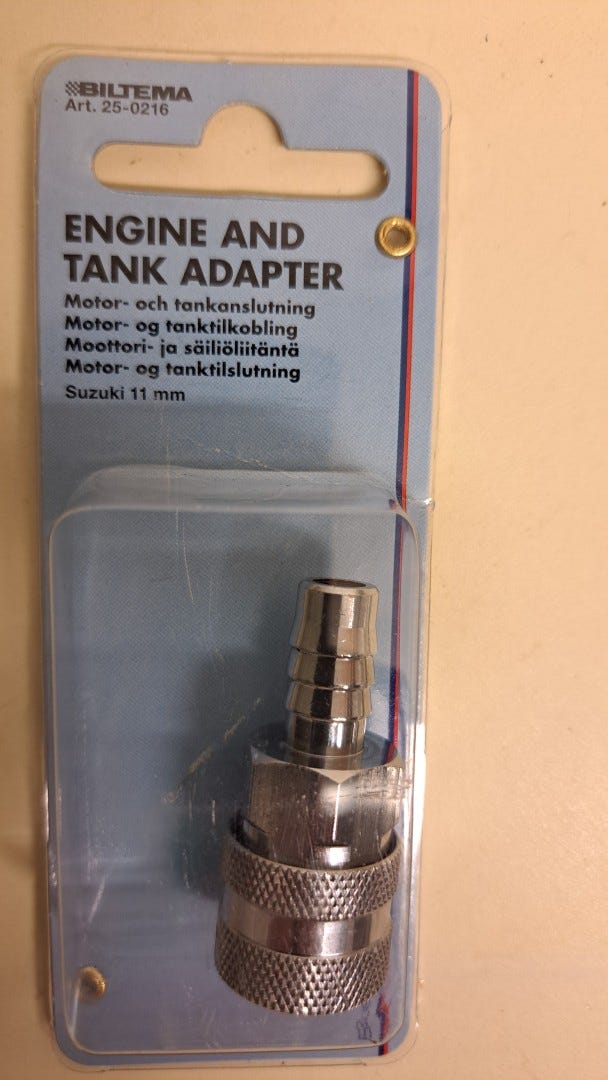 BILTEMA
Art. 25-0216
ENGINE AND
TANK ADAPTER
Motor- och tankanslutning
Motor- og tanktilkobling
Moottori- ja säiliöliitäntä
Motor- og tanktilslutning
Suzuki 11 mm